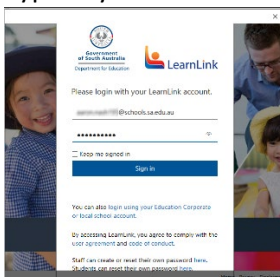 Government
of South Australia
Department for Education
LearnLink
Please login with your LearnLink account.
@schools.sa.edu.au
Keep me signed in
Sign in
You can also login using your Education Corporate
or local school account.
By accessing LearnLink, you agree to comply with the
user agreement and code of conduct.
Staff can create or reset their own password here.
Students can reset their own password here.